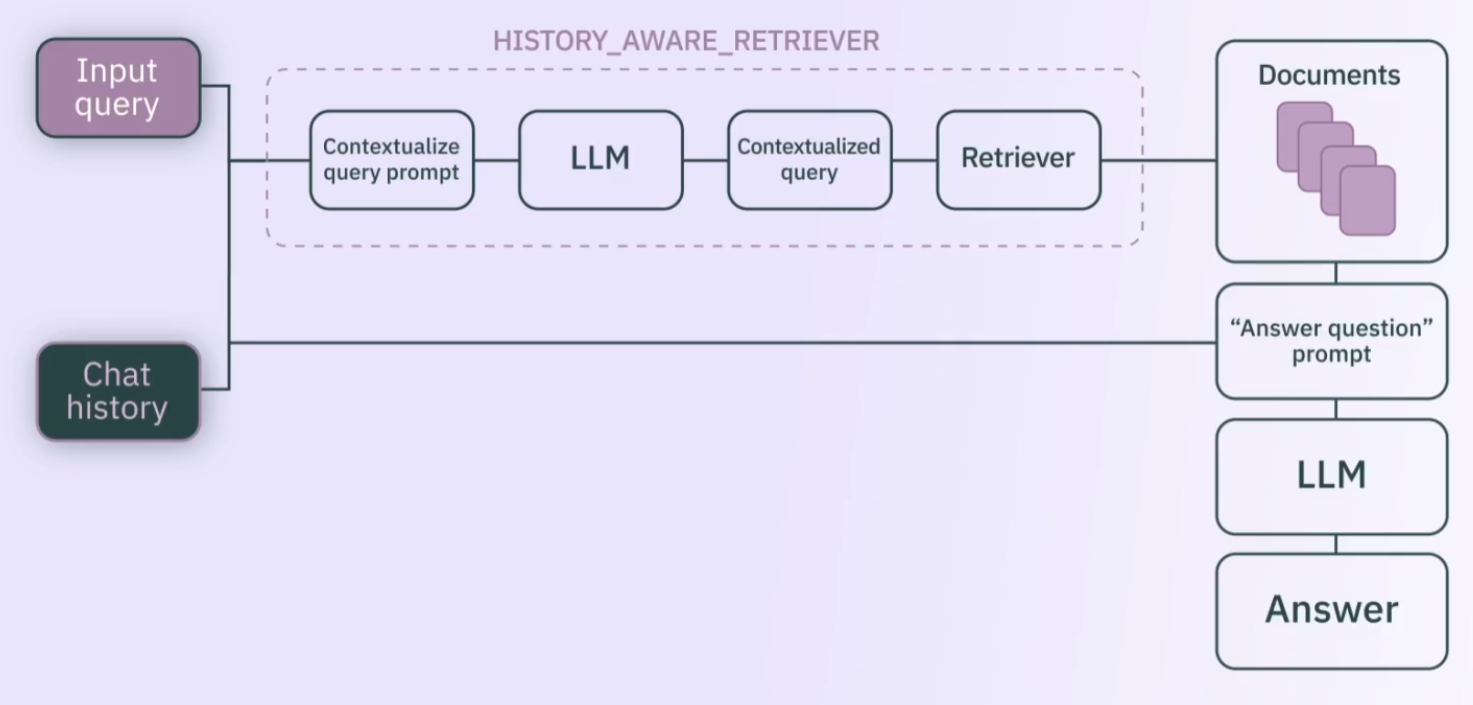 Input
query
HISTORY_AWARE_RETRIEVER
Contextualize
query prompt
LLM
Contextualized
query
Retriever
Documents
Chat
history
“Answer question”
prompt
LLM
Answer